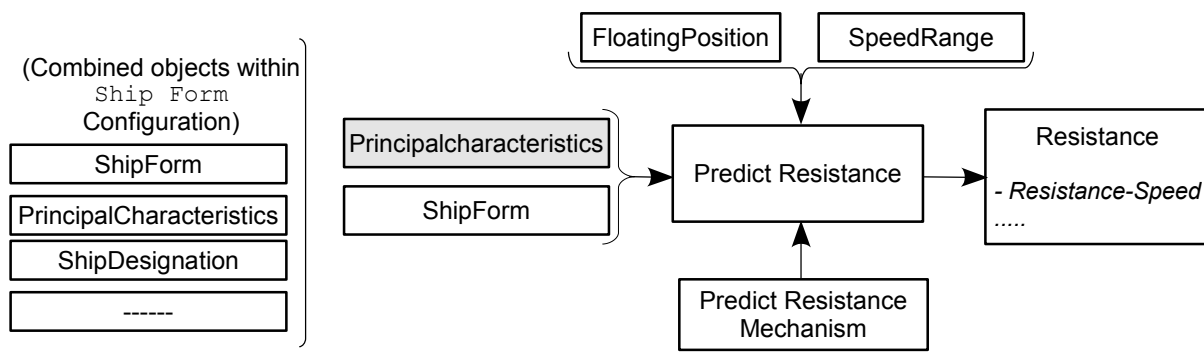 (Combined objects within
Ship Form
Configuration)
ShipForm
PrincipalCharacteristics
ShipDesignation
------
FloatingPosition
SpeedRange
Principalcharacteristics
ShipForm
Predict Resistance
Resistance
- Resistance-Speed
.....
Predict Resistance
Mechanism